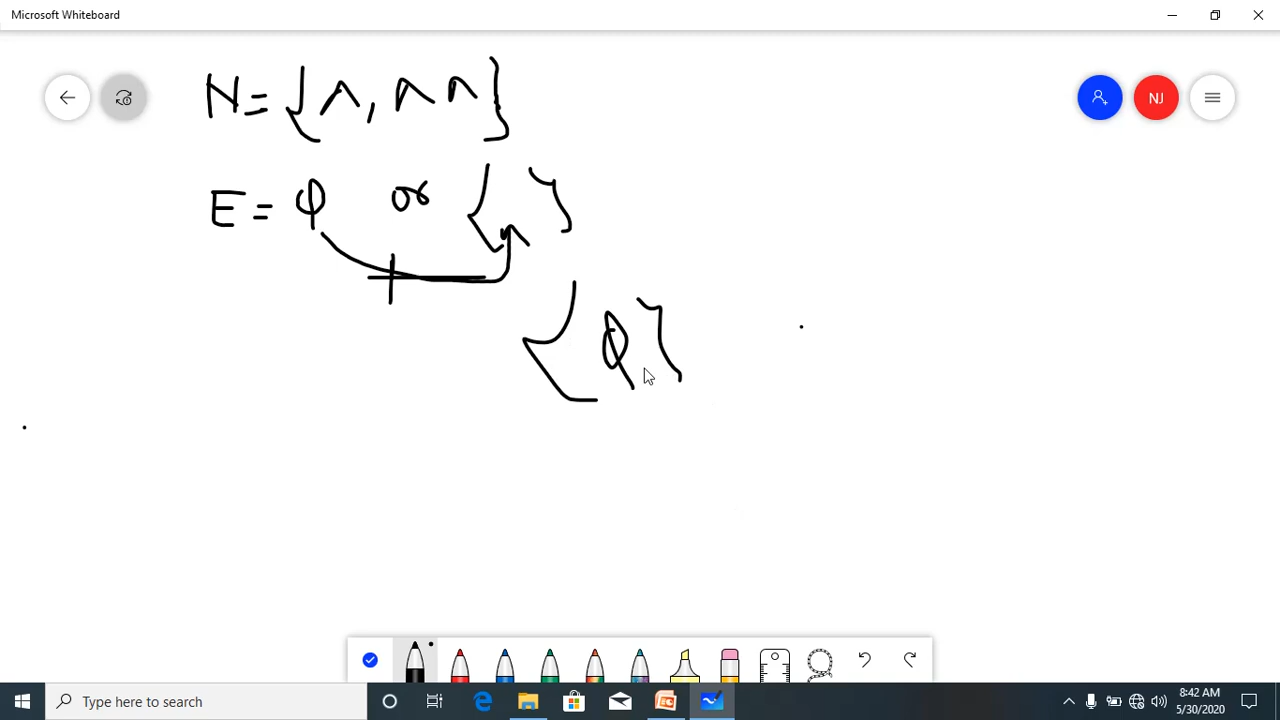 Microsoft Whiteboard
NJ
N = { ^, ^ ^ }
E = φ or { }
{ φ }
Type here to search
8:42 AM
5/30/2020